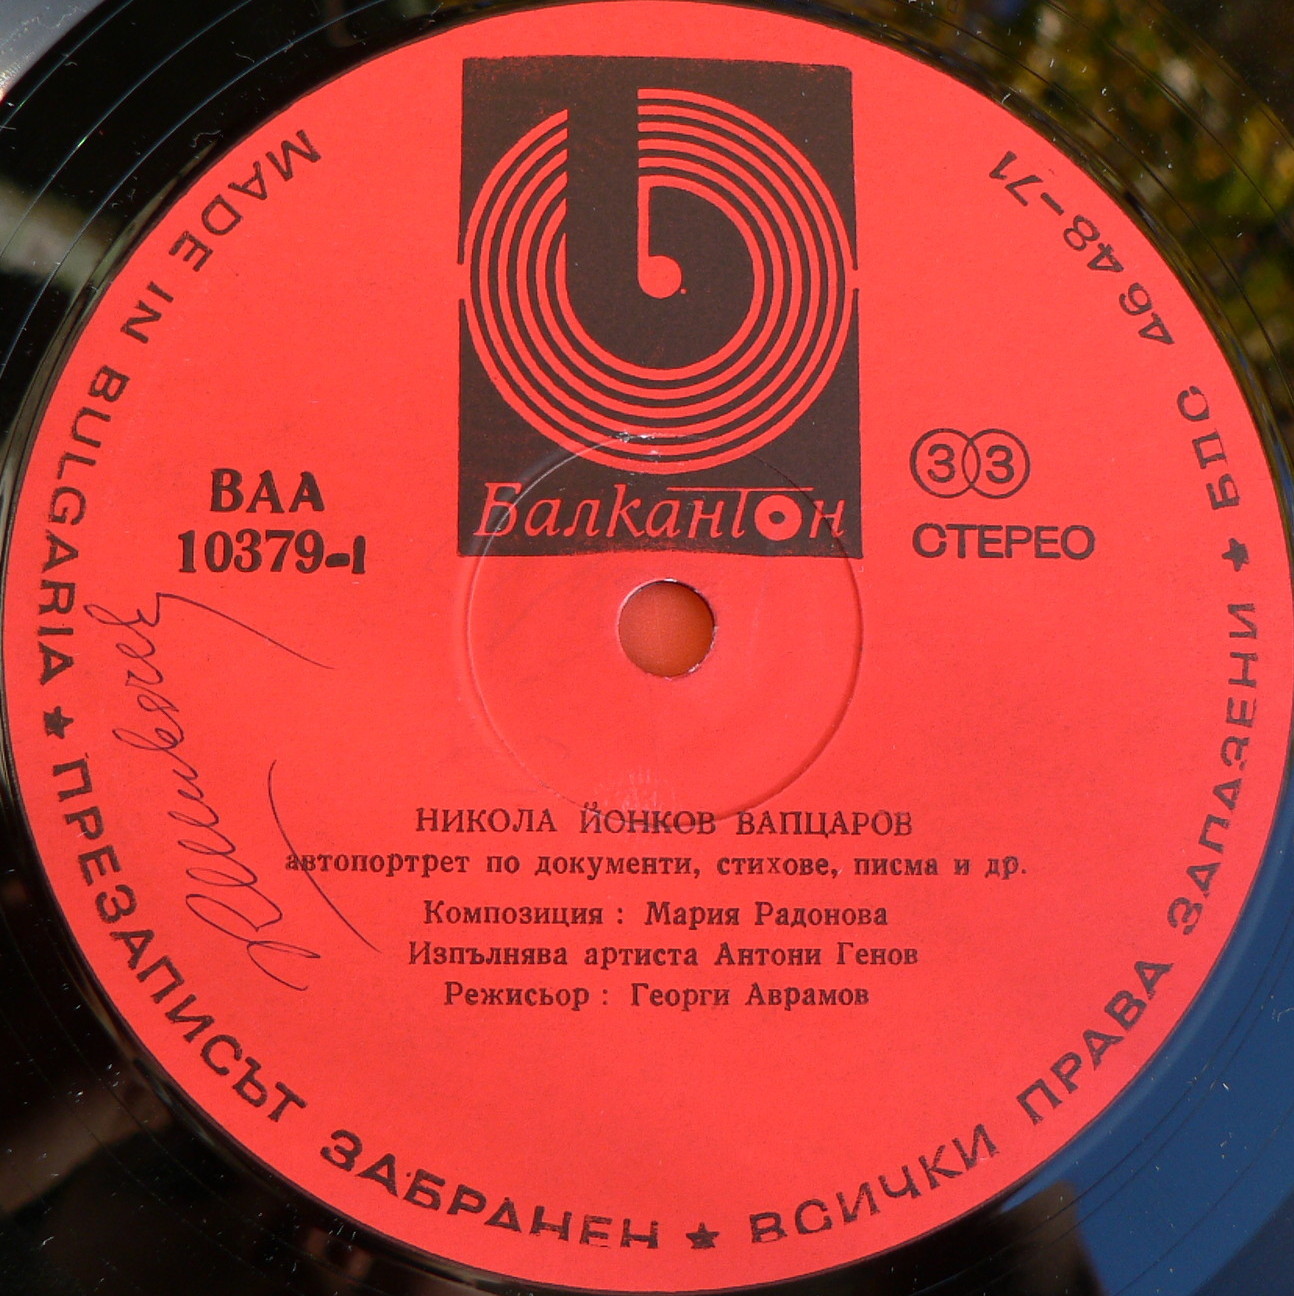 Балкантон
ВАА
10379-1
33
СТЕРЕО
НИКОЛА ЙОНКОВ ВАПЦАРОВ
автопортрет по документи, стихове, писма и др.
Композиция : Мария Радонова
Изпълнява артиста Антони Генов
Режисьор : Георги Аврамов
MADE IN BULGARIA ★ ПРЕЗАПИСЪТ ЗАБРАНЕН ★ ВСИЧКИ ПРАВА ЗАПАЗЕНИ ★ БДС 4648-71